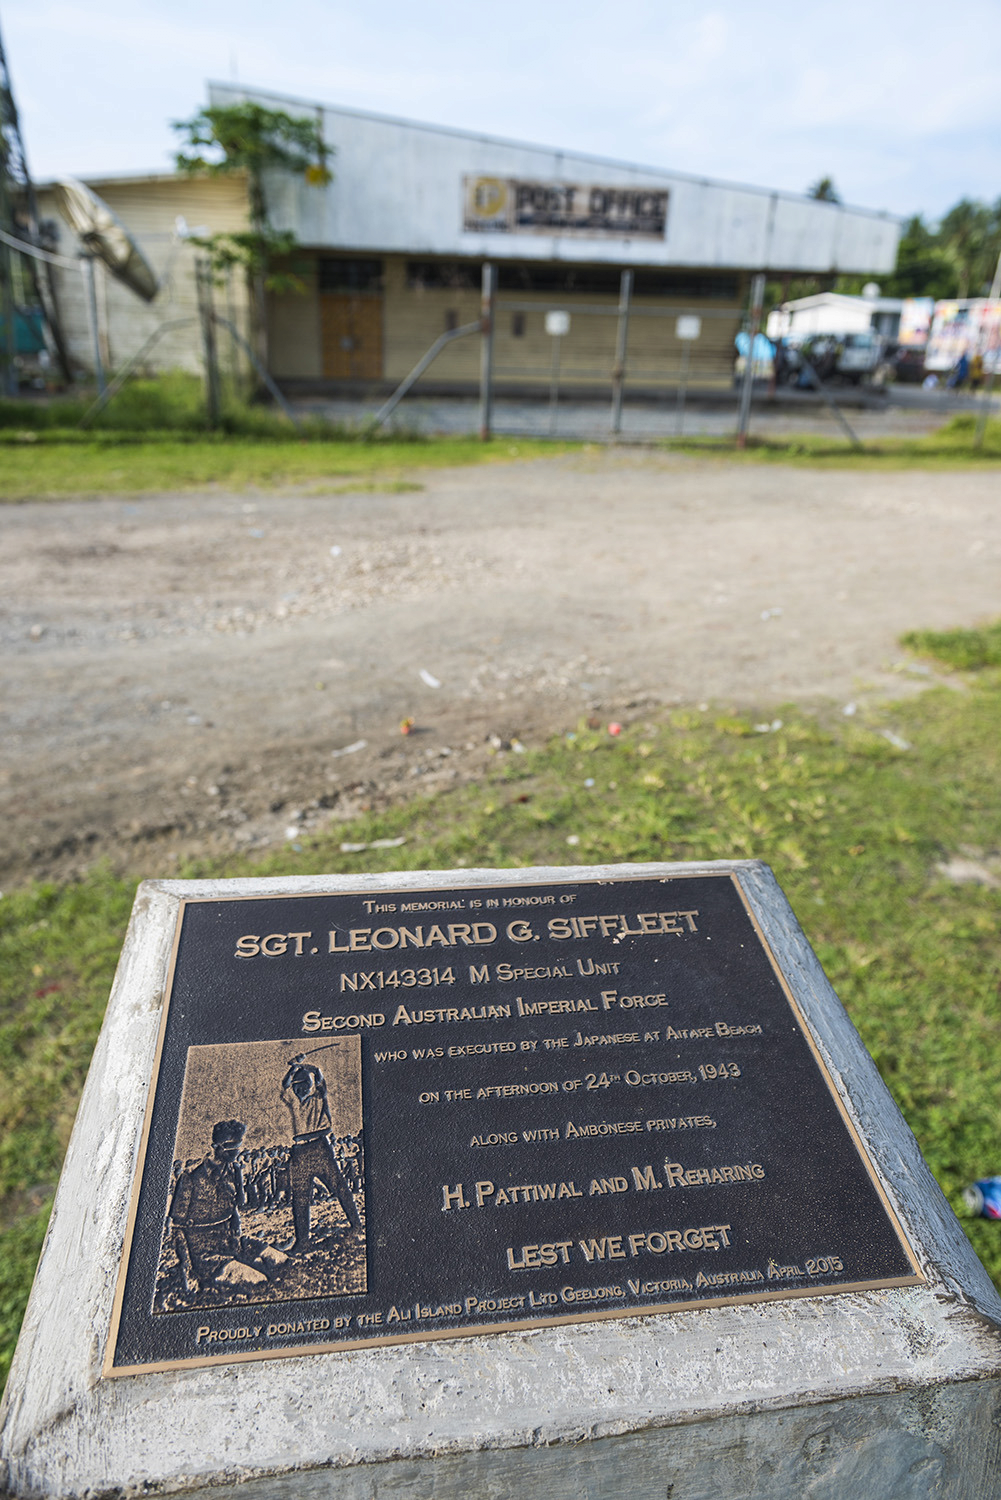 POST OFFICE
THIS MEMORIAL IS IN HONOUR OF
SGT. LEONARD G. SIFFLEET
NX143314 M SPECIAL UNIT
SECOND AUSTRALIAN IMPERIAL FORCE
WHO WAS EXECUTED BY THE JAPANESE AT AITAPE BEACH
ON THE AFTERNOON OF 24TH OCTOBER, 1943
ALONG WITH AMBONESE PRIVATES,
H. PATTIWAL AND M. REHARING
LEST WE FORGET
PROUDLY DONATED BY THE ALI ISLAND PROJECT LTD GEELONG, VICTORIA, AUSTRALIA APRIL 2015